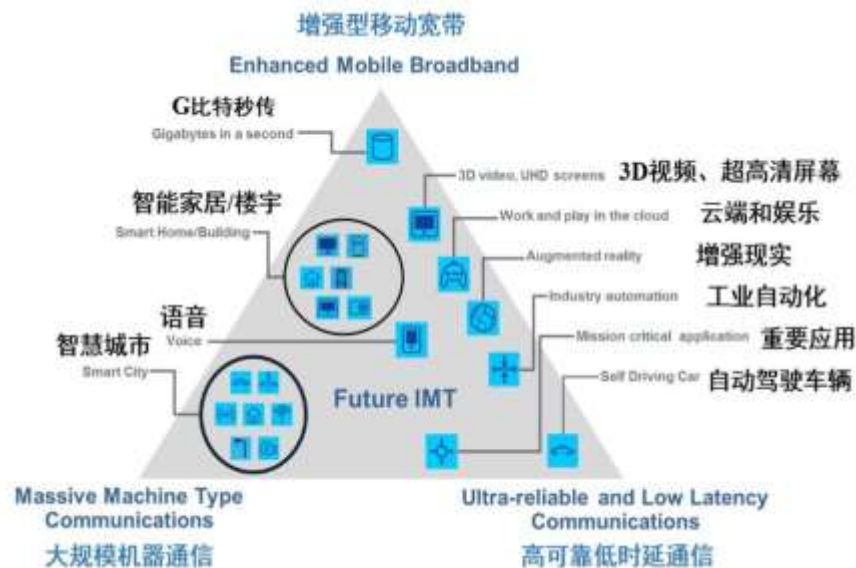 增强型移动宽带
Enhanced Mobile Broadband
G比特秒传
Gigabytes in a second
3D video, UHD screens 3D视频、超高清屏幕
智能家居/楼宇
Smart Home/Building
Work and play in the cloud 云端和娱乐
Augmented reality 增强现实
Industry automation 工业自动化
语音
Voice
Mission critical application 重要应用
智慧城市
Smart City
Self Driving Car 自动驾驶车辆
Future IMT
Massive Machine Type
Communications
大规模机器通信
Ultra-reliable and Low Latency
Communications
高可靠低时延通信